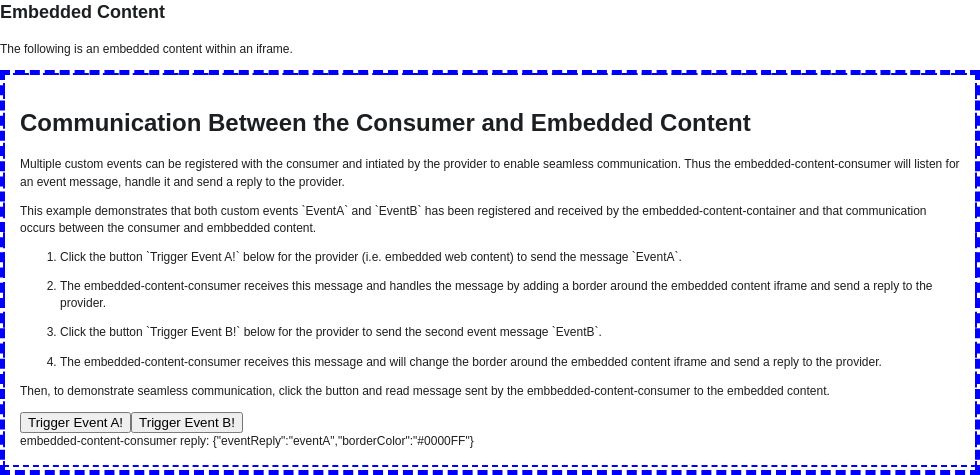 Embedded Content
The following is an embedded content within an iframe.
Communication Between the Consumer and Embedded Content
Multiple custom events can be registered with the consumer and intiated by the provider to enable seamless communication. Thus the embedded-content-consumer will listen for
an event message, handle it and send a reply to the provider.
This example demonstrates that both custom events `EventA` and `EventB` has been registered and received by the embedded-content-container and that communication
occurs between the consumer and embbedded content.
1. Click the button `Trigger Event A!` below for the provider (i.e. embedded web content) to send the message `EventA`.
2. The embedded-content-consumer receives this message and handles the message by adding a border around the embedded content iframe and send a reply to the
provider.
3. Click the button `Trigger Event B!` below for the provider to send the second event message `EventB`.
4. The embedded-content-consumer receives this message and will change the border around the embedded content iframe and send a reply to the provider.
Then, to demonstrate seamless communication, click the button and read message sent by the embbedded-content-consumer to the embedded content.
Trigger Event A! Trigger Event B!
embedded-content-consumer reply: {"eventReply":"eventA","borderColor":"#0000FF"}